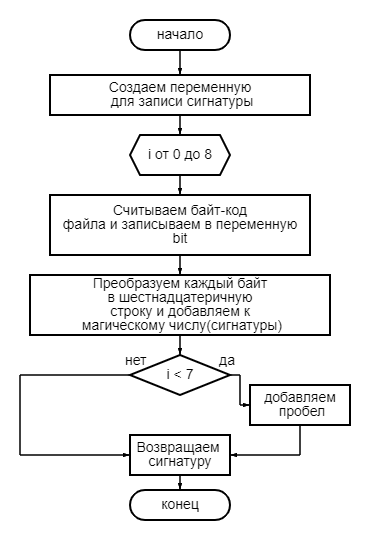 начало
Создаем переменную
для записи сигнатуры
i от 0 до 8
Считываем байт-код
файла и записываем в переменную
bit
Преобразуем каждый байт
в шестнадцатеричную
строку и добавляем к
магическому числу(сигнатуры)
нет
да
i < 7
добавляем
пробел
Возвращаем
сигнатуру
конец